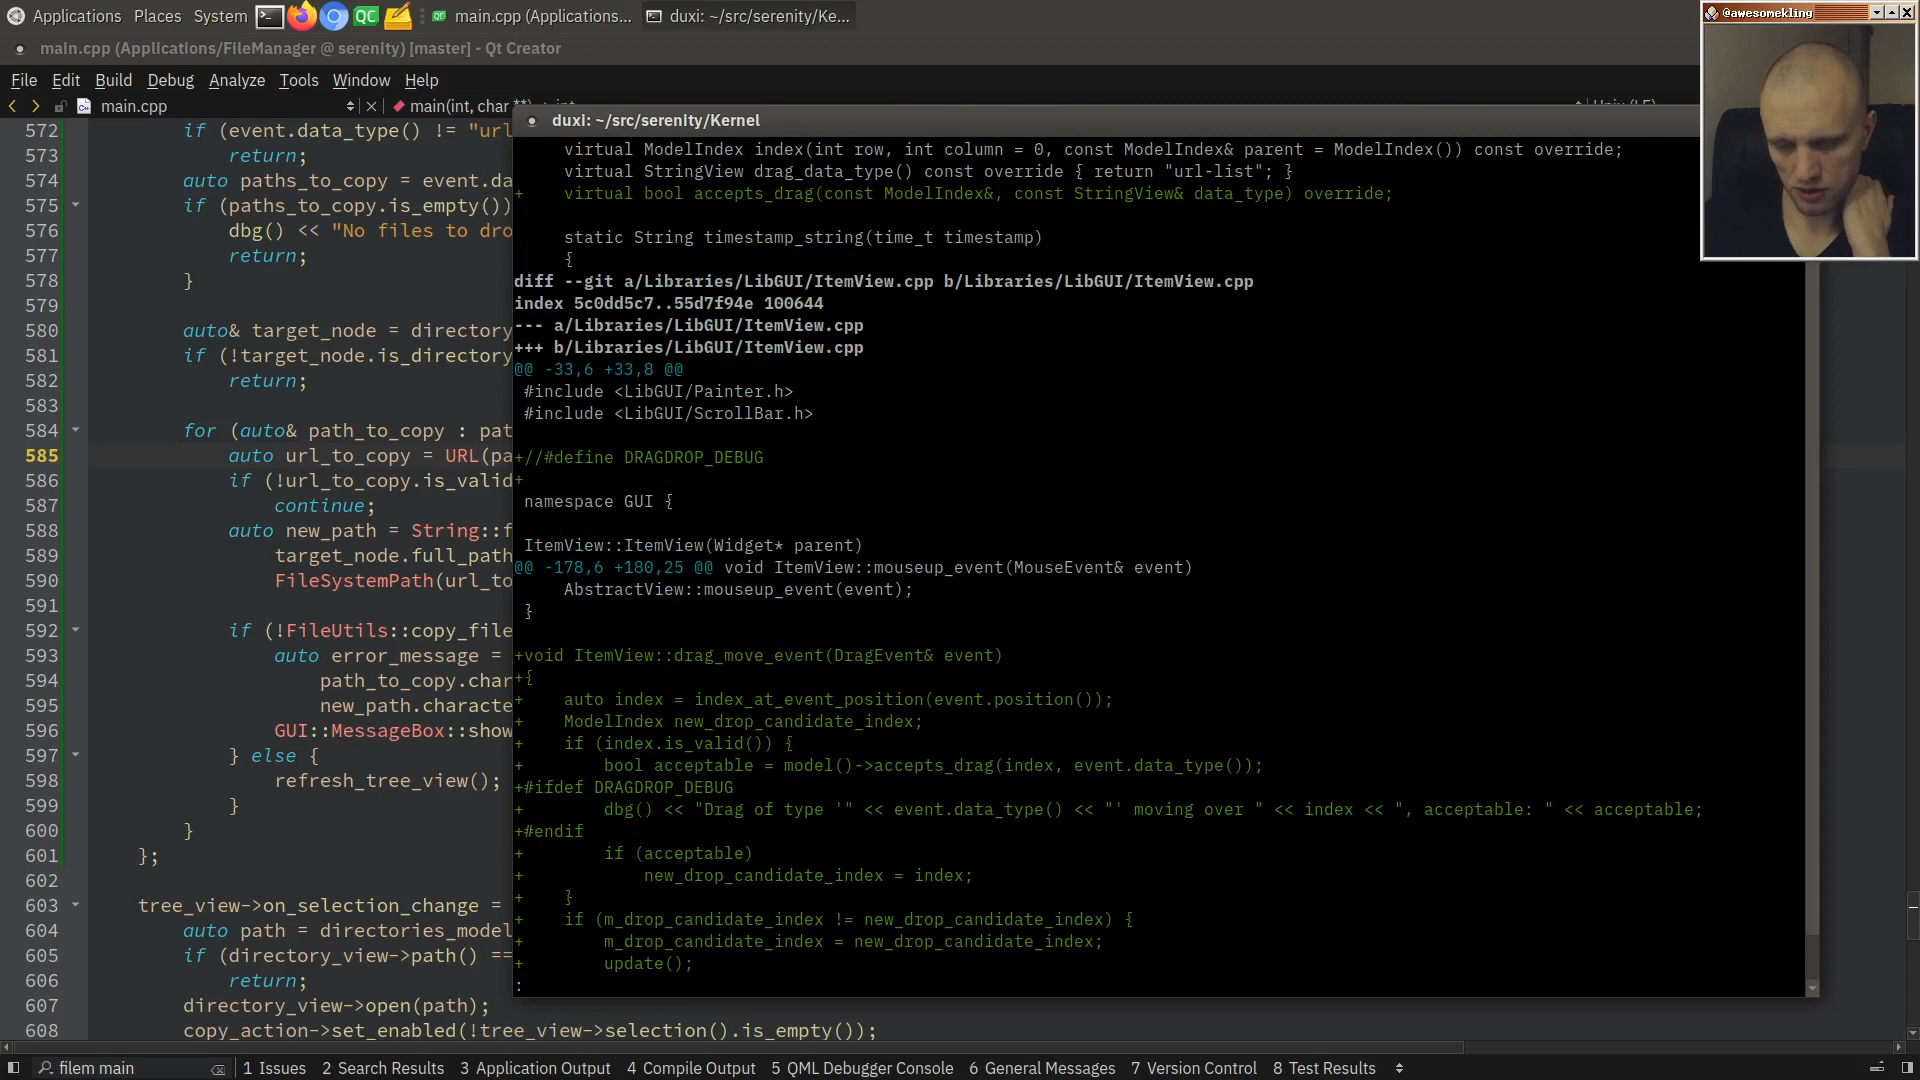 Applications Places System
main.cpp (Applications...
duxi: ~/src/serenity/Ke...
@awesomekling
main.cpp (Applications/FileManager @ serenity) [master] - Qt Creator
File Edit Build Debug Analyze Tools Window Help
main.cpp
main(int, char **)
duxi: ~/src/serenity/Kernel
572 if (event.data_type() != "url
573 return;
574 auto paths_to_copy = event.da
575 if (paths_to_copy.is_empty())
576 dbg() << "No files to dro
577 return;
578 }
579
580 auto& target_node = directory
581 if (!target_node.is_directory
582 return;
583
584 for (auto& path_to_copy : pat
585 auto url_to_copy = URL(pa
586 if (!url_to_copy.is_valid
587 continue;
588 auto new_path = String::f
589 target_node.full_path
590 FileSystemPath(url_to
591
592 if (!FileUtils::copy_file
593 auto error_message =
594 path_to_copy.char
595 new_path.characte
596 GUI::MessageBox::show
597 } else {
598 refresh_tree_view();
599 }
600 }
601 };
602
603 tree_view->on_selection_change =
604 auto path = directories_model
605 if (directory_view->path() ==
606 return;
607 directory_view->open(path);
608 copy_action->set_enabled(!tree_view->selection().is_empty());
virtual ModelIndex index(int row, int column = 0, const ModelIndex& parent = ModelIndex()) const override;
virtual StringView drag_data_type() const override { return "url-list"; }
+ virtual bool accepts_drag(const ModelIndex&, const StringView& data_type) override;
static String timestamp_string(time_t timestamp)
{
diff --git a/Libraries/LibGUI/ItemView.cpp b/Libraries/LibGUI/ItemView.cpp
index 5c0dd5c7..55d7f94e 100644
--- a/Libraries/LibGUI/ItemView.cpp
+++ b/Libraries/LibGUI/ItemView.cpp
@@ -33,6 +33,8 @@
#include <LibGUI/Painter.h>
#include <LibGUI/ScrollBar.h>
+//#define DRAGDROP_DEBUG
+
namespace GUI {
ItemView::ItemView(Widget* parent)
@@ -178,6 +180,25 @@ void ItemView::mouseup_event(MouseEvent& event)
AbstractView::mouseup_event(event);
}
+void ItemView::drag_move_event(DragEvent& event)
+{
+ auto index = index_at_event_position(event.position());
+ ModelIndex new_drop_candidate_index;
+ if (index.is_valid()) {
+ bool acceptable = model()->accepts_drag(index, event.data_type());
+#ifdef DRAGDROP_DEBUG
+ dbg() << "Drag of type '" << event.data_type() << "' moving over " << index << ", acceptable: " << acceptable;
+#endif
+ if (acceptable)
+ new_drop_candidate_index = index;
+ }
+ if (m_drop_candidate_index != new_drop_candidate_index) {
+ m_drop_candidate_index = new_drop_candidate_index;
+ update();
:
filem main
1 Issues 2 Search Results 3 Application Output 4 Compile Output 5 QML Debugger Console 6 General Messages 7 Version Control 8 Test Results